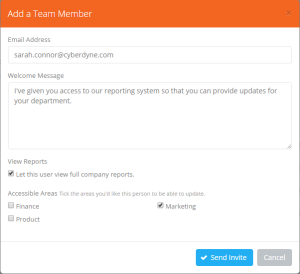 Add a Team Member ×
Email Address
sarah.connor@cyberdyne.com
Welcome Message
I've given you access to our reporting system so that you can provide updates for
your department.
View Reports
Let this user view full company reports.
Accessible Areas Tick the areas you'd like this person to be able to update.
Finance Marketing
Product
Send Invite Cancel